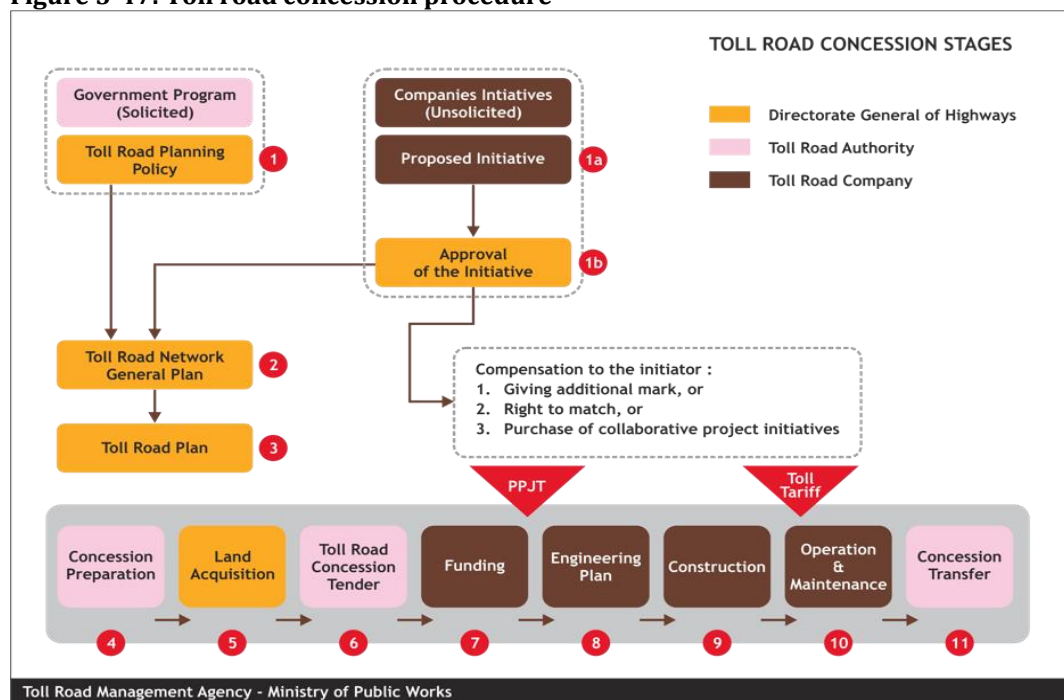 Figure 3-17: Toll road concession procedure
TOLL ROAD CONCESSION STAGES
Directorate General of Highways
Toll Road Authority
Toll Road Company
Government Program
(Solicited)
Toll Road Planning
Policy
1
Companies Intiatives
(Unsolicited)
Proposed Initiative
1a
Approval
of the Initiative
1b
Toll Road Network
General Plan
2
Toll Road Plan
3
Compensation to the initiator :
1. Giving additional mark, or
2. Right to match, or
3. Purchase of collaborative project initiatives
PPJT
Toll
Tariff
Concession
Preparation
Land
Acquisition
Toll Road
Concession
Tender
Funding
Engineering
Plan
Construction
Operation
&
Maintenance
Concession
Transfer
4
5
6
7
8
9
10
11
Toll Road Management Agency - Ministry of Public Works